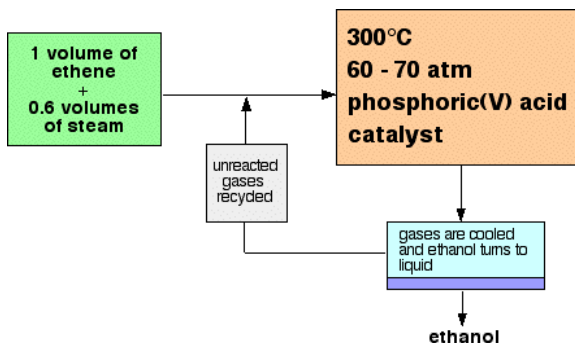 1 volume of
ethene
+
0.6 volumes
of steam
300°C
60 - 70 atm
phosphoric(V) acid
catalyst
unreacted
gases
recycled
gases are cooled
and ethanol turns to
liquid
ethanol